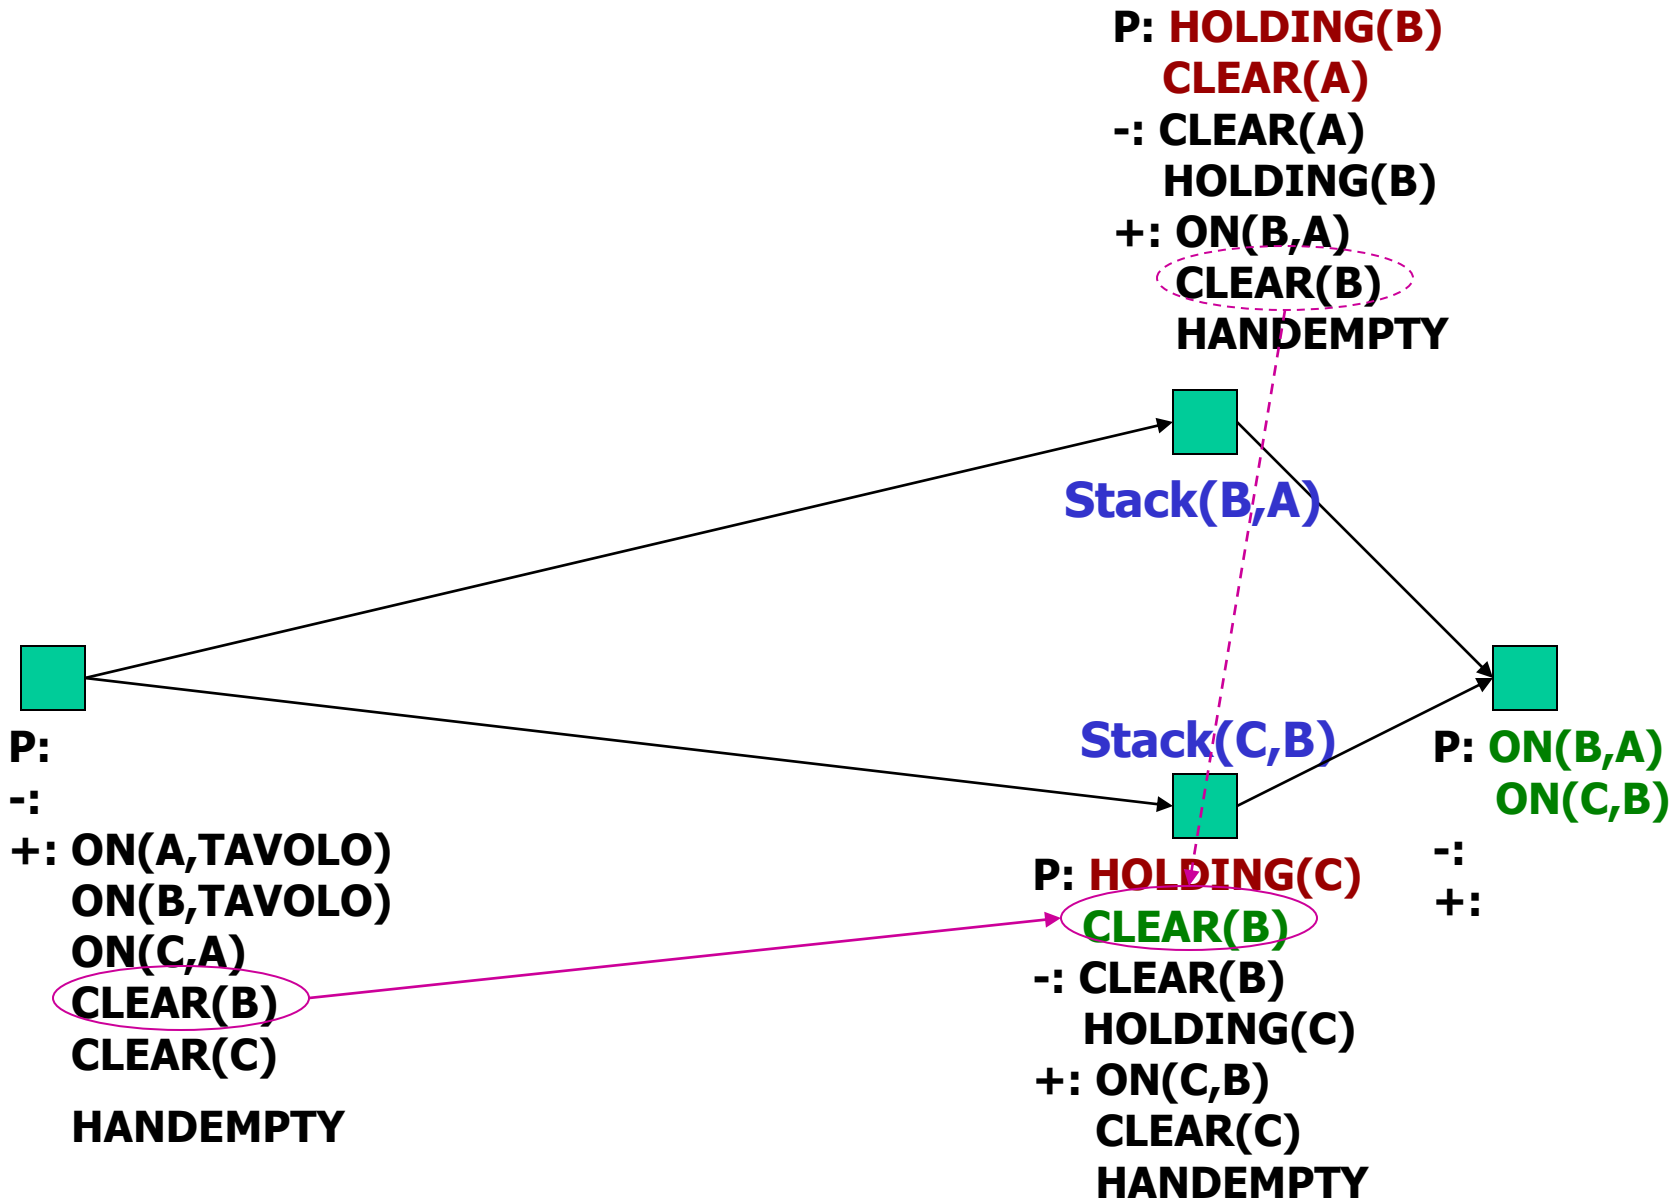 P: HOLDING(B)
CLEAR(A)
-: CLEAR(A)
HOLDING(B)
+: ON(B,A)
CLEAR(B)
HANDEMPTY
Stack(B,A)
Stack(C,B)
P:
-:
+: ON(A,TAVOLO)
ON(B,TAVOLO)
ON(C,A)
CLEAR(B)
CLEAR(C)
HANDEMPTY
P: HOLDING(C)
CLEAR(B)
-: CLEAR(B)
HOLDING(C)
+: ON(C,B)
CLEAR(C)
HANDEMPTY
P: ON(B,A)
ON(C,B)
-:
+: